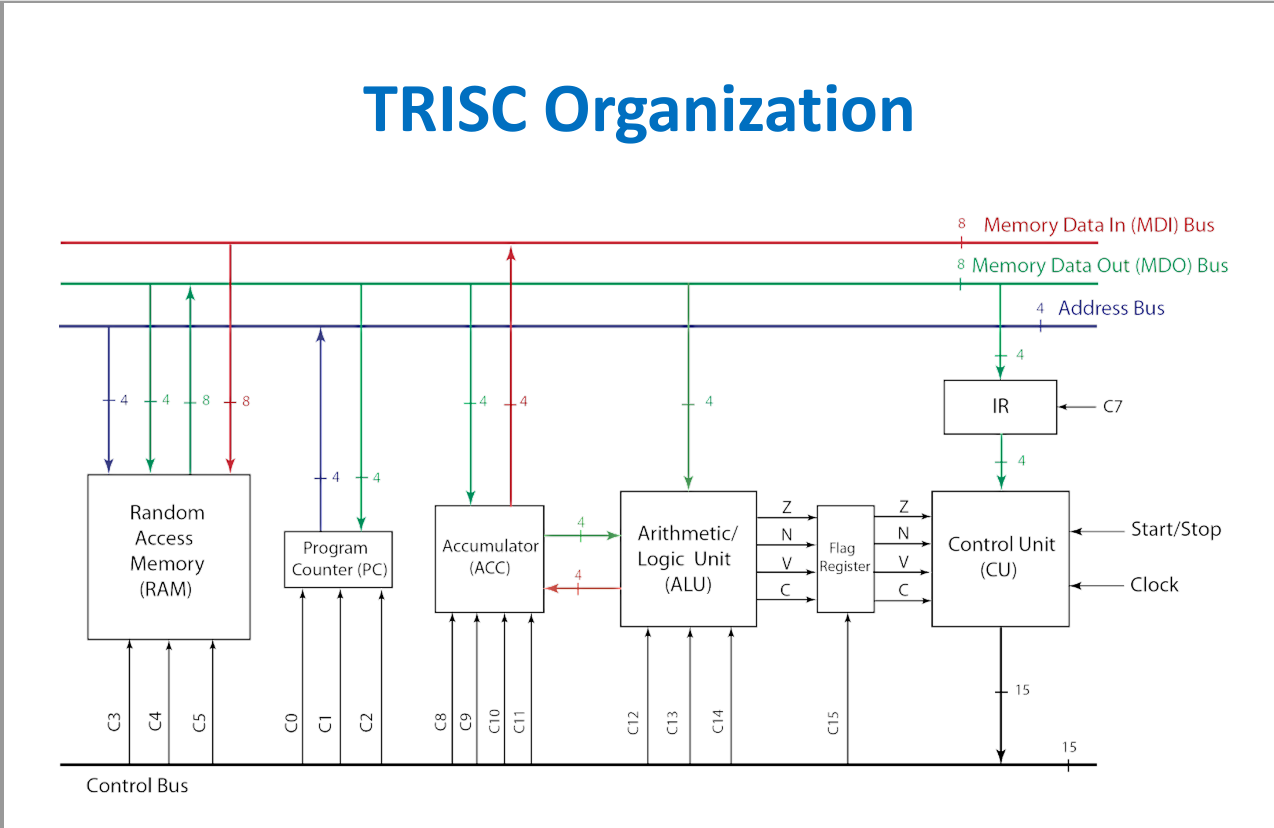 TRISC Organization
8 Memory Data In (MDI) Bus
8 Memory Data Out (MDO) Bus
4 Address Bus
4
4
4
8
8
4
4
4
4
4
4
IR
C7
4
Random
Access
Memory
(RAM)
Program
Counter (PC)
Accumulator
(ACC)
4
4
Arithmetic/
Logic Unit
(ALU)
Z
N
V
C
Flag
Register
Z
N
V
C
Control Unit
(CU)
Start/Stop
Clock
C3
C4
C5
C0
C1
C2
C8
C9
C10
C11
C12
C13
C14
C15
15
15
Control Bus